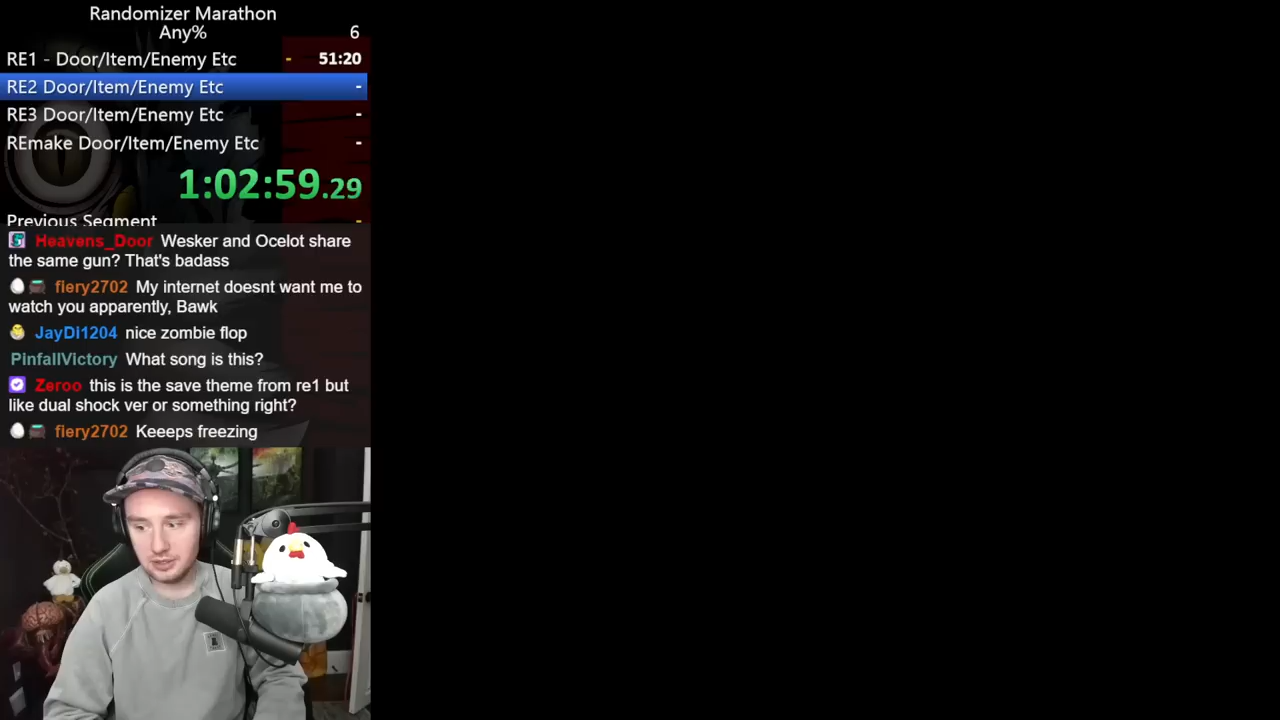 Randomizer Marathon
Any% 6
RE1 - Door/Item/Enemy Etc - 51:20
RE2 Door/Item/Enemy Etc -
RE3 Door/Item/Enemy Etc -
REmake Door/Item/Enemy Etc -
1:02:59.29
Previous Segment -
Heavens_Door Wesker and Ocelot share
the same gun? That's badass
fiery2702 My internet doesnt want me to
watch you apparently, Bawk
JayDI1204 nice zombie flop
PinfallVictory What song is this?
Zeroo this is the save theme from re1 but
like dual shock ver or something right?
fiery2702 Keeeps freezing